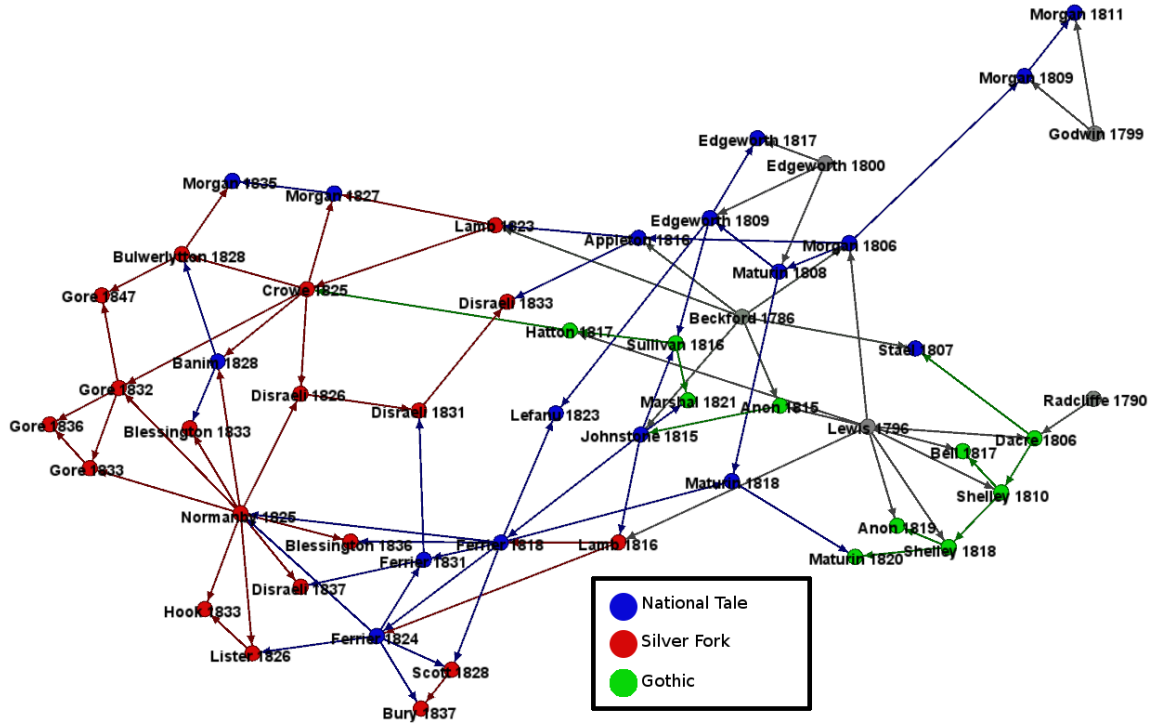 Morgan 1811
Morgan 1809
Godwin 1799
Edgeworth 1817
Edgeworth 1800
Morgan 1835
Morgan 1827
Lamb 1823
Edgeworth 1809
Appleton 1816
Morgan 1806
Bulwerlytton 1828
Maturin 1808
Crowe 1825
Gore 1847
Disraeli 1833
Beckford 1786
Hatton 1817
Sullivan 1816
Stael 1807
Banim 1828
Gore 1832
Disraeli 1826
Disraeli 1831
Lefanu 1823
Marshal 1821
Anon 1815
Radcliffe 1790
Gore 1836
Blessington 1833
Johnstone 1815
Lewis 1796
Dacre 1806
Bell 1817
Gore 1833
Maturin 1818
Shelley 1810
Normanby 1825
Anon 1819
Blessington 1836
Ferrier 1818
Lamb 1816
Shelley 1818
Ferrier 1831
Maturin 1820
Disraeli 1837
Hook 1833
Ferrier 1824
Lister 1826
Scott 1828
Bury 1837
National Tale
Silver Fork
Gothic